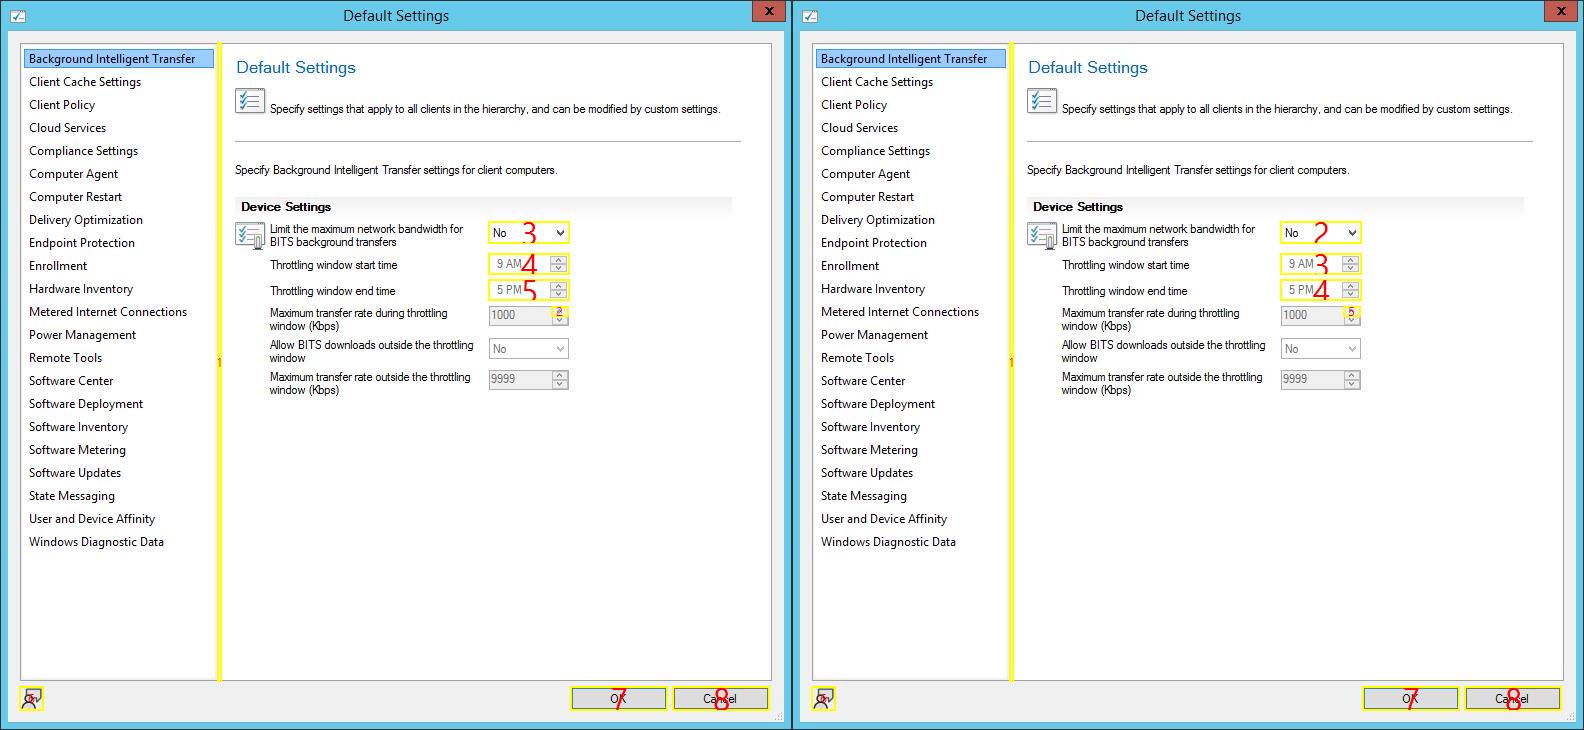 Default Settings
x
Background Intelligent Transfer
Client Cache Settings
Client Policy
Cloud Services
Compliance Settings
Computer Agent
Computer Restart
Delivery Optimization
Endpoint Protection
Enrollment
Hardware Inventory
Metered Internet Connections
Power Management
Remote Tools
Software Center
Software Deployment
Software Inventory
Software Metering
Software Updates
State Messaging
User and Device Affinity
Windows Diagnostic Data
1
Default Settings
Specify settings that apply to all clients in the hierarchy, and can be modified by custom settings.
Specify Background Intelligent Transfer settings for client computers.
Device Settings
Limit the maximum network bandwidth for
BITS background transfers
No 3
Throttling window start time
9 AM 4
Throttling window end time
5 PM 5
Maximum transfer rate during throttling
window (Kbps)
1000 2
Allow BITS downloads outside the throttling
window
No
Maximum transfer rate outside the throttling
window (Kbps)
9999
OK 7
Cancel 8
Default Settings
x
Background Intelligent Transfer
Client Cache Settings
Client Policy
Cloud Services
Compliance Settings
Computer Agent
Computer Restart
Delivery Optimization
Endpoint Protection
Enrollment
Hardware Inventory
Metered Internet Connections
Power Management
Remote Tools
Software Center
Software Deployment
Software Inventory
Software Metering
Software Updates
State Messaging
User and Device Affinity
Windows Diagnostic Data
1
Default Settings
Specify settings that apply to all clients in the hierarchy, and can be modified by custom settings.
Specify Background Intelligent Transfer settings for client computers.
Device Settings
Limit the maximum network bandwidth for
BITS background transfers
No 2
Throttling window start time
9 AM 3
Throttling window end time
5 PM 4
Maximum transfer rate during throttling
window (Kbps)
1000 5
Allow BITS downloads outside the throttling
window
No
Maximum transfer rate outside the throttling
window (Kbps)
9999
OK 7
Cancel 8